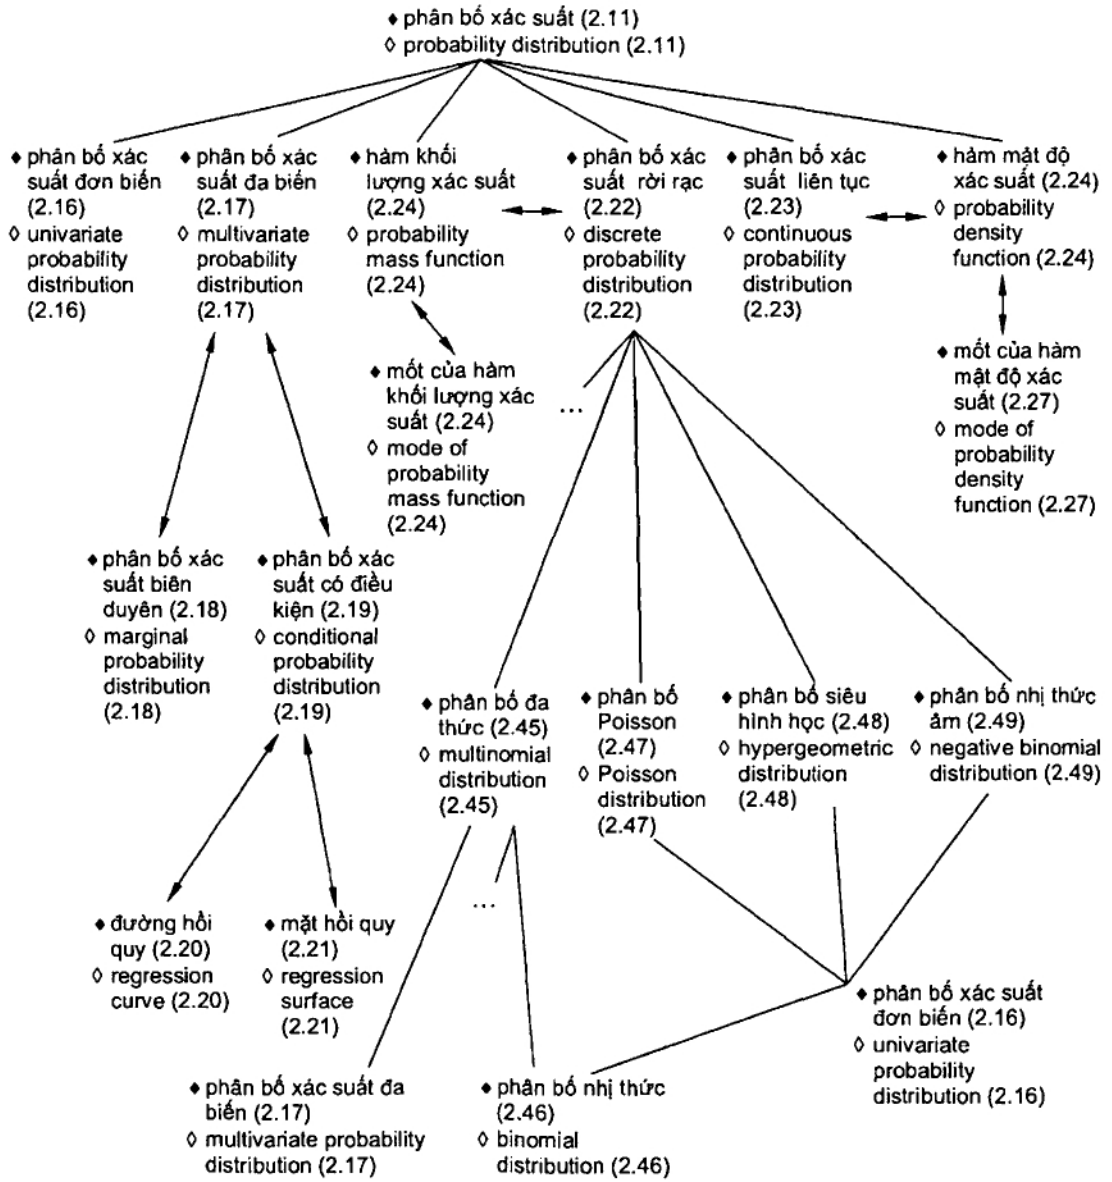 ♦ phân bố xác suất (2.11)
◊ probability distribution (2.11)
♦ phân bố xác
suất đơn biến
(2.16)
◊ univariate
probability
distribution
(2.16)
♦ phân bố xác
suất đa biến
(2.17)
◊ multivariate
probability
distribution
(2.17)
♦ hàm khối
lượng xác suất
(2.24)
◊ probability
mass function
(2.24)
♦ phân bố xác
suất rời rạc
(2.22)
◊ discrete
probability
distribution
(2.22)
♦ phân bố xác
suất liên tục
(2.23)
◊ continuous
probability
distribution
(2.23)
♦ hàm mật độ
xác suất (2.24)
◊ probability
density
function (2.24)
♦ mốt của hàm
khối lượng xác
suất (2.24)
◊ mode of
probability
mass function
(2.24)
...
♦ mốt của hàm
mật độ xác
suất (2.27)
◊ mode of
probability
density
function (2.27)
♦ phân bố xác
suất biên
duyên (2.18)
◊ marginal
probability
distribution
(2.18)
♦ phân bố xác
suất có điều
kiện (2.19)
◊ conditional
probability
distribution
(2.19)
♦ phân bố đa
thức (2.45)
◊ multinomial
distribution
(2.45)
♦ phân bố
Poisson
(2.47)
◊ Poisson
distribution
(2.47)
♦ phân bố siêu
hình học (2.48)
◊ hypergeometric
distribution
(2.48)
♦ phân bố nhị thức
âm (2.49)
◊ negative binomial
distribution (2.49)
...
♦ đường hồi
quy (2.20)
◊ regression
curve (2.20)
♦ mặt hồi quy
(2.21)
◊ regression
surface
(2.21)
♦ phân bố xác suất
đơn biến (2.16)
◊ univariate
probability
distribution (2.16)
♦ phân bố xác suất đa
biến (2.17)
◊ multivariate probability
distribution (2.17)
♦ phân bố nhị thức
(2.46)
◊ binomial
distribution (2.46)